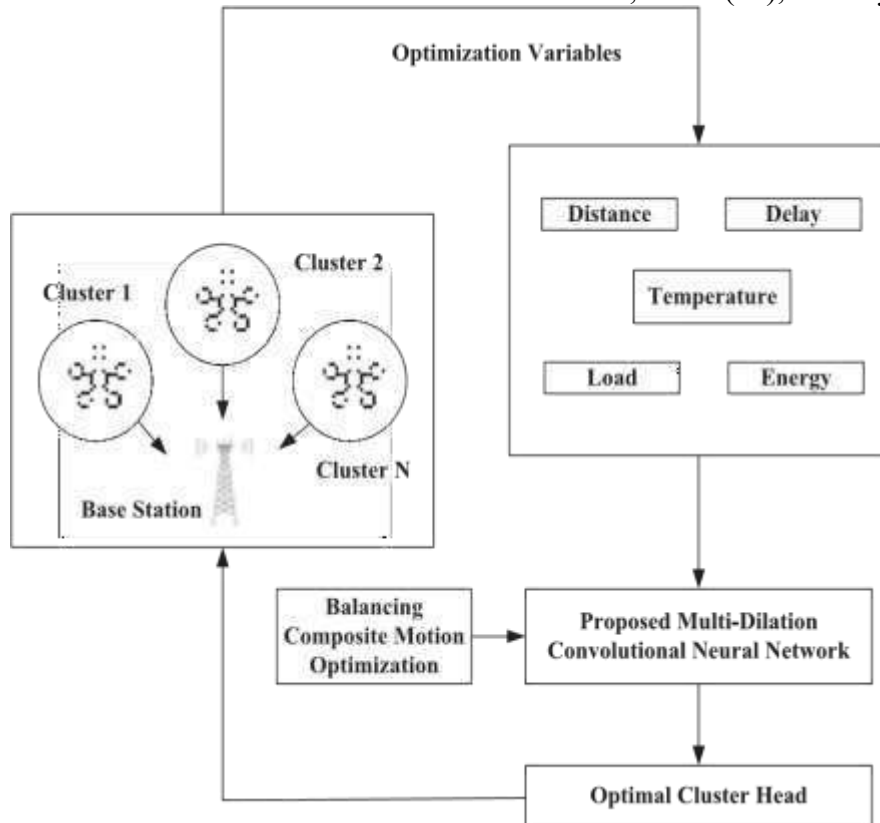 Optimization Variables
Distance
Delay
Temperature
Load
Energy
Cluster 2
Cluster 1
Cluster N
Base Station
Balancing
Composite Motion
Optimization
Proposed Multi-Dilation
Convolutional Neural Network
Optimal Cluster Head